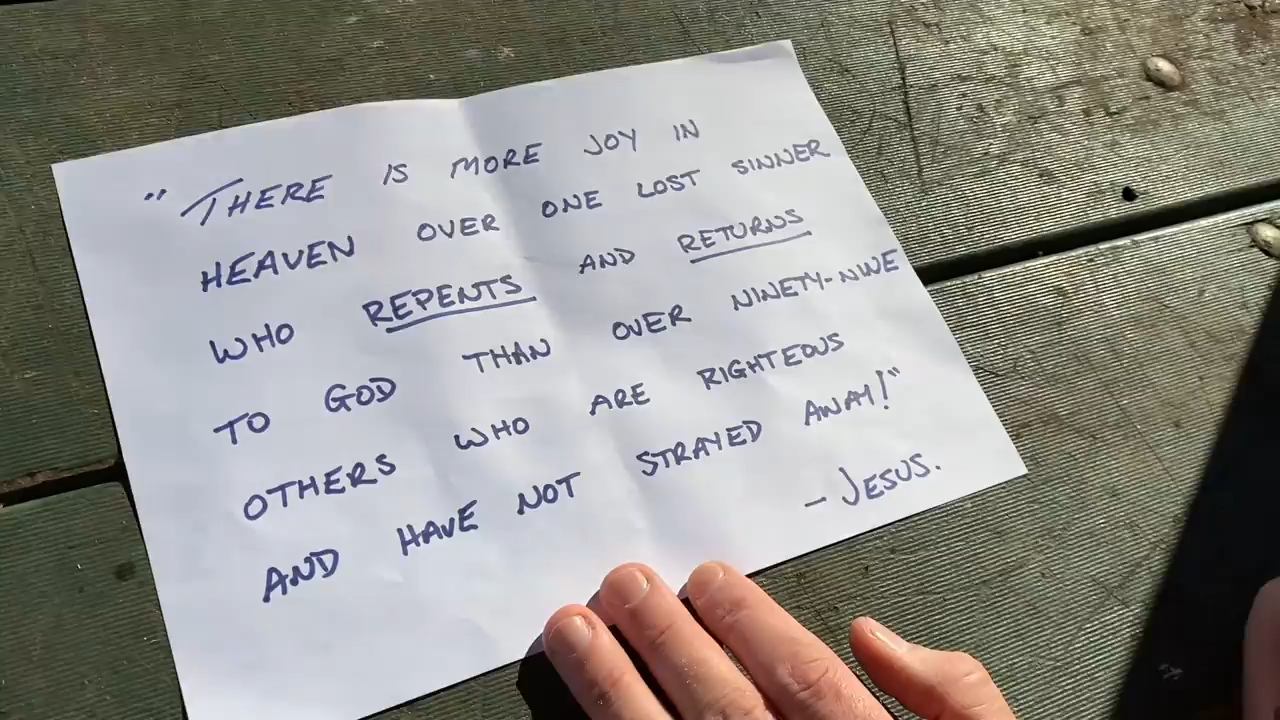 "THERE IS MORE JOY IN
HEAVEN OVER ONE LOST SINNER
WHO REPENTS AND RETURNS
TO GOD THAN OVER NINETY-NINE
OTHERS WHO ARE RIGHTEOUS
AND HAVE NOT STRAYED AWAY!"
- JESUS.